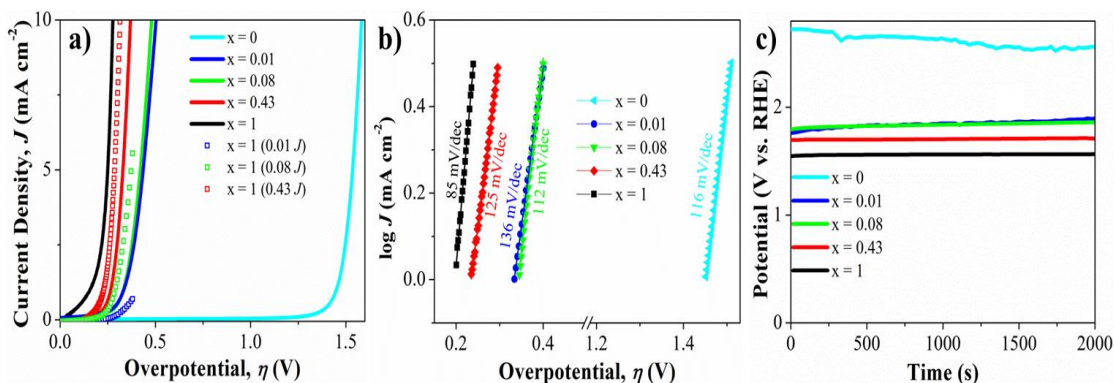 a)
10
5
0
Current Density, J (mA cm-2)
0.0 0.5 1.0 1.5
Overpotential, η (V)
x = 0
x = 0.01
x = 0.08
x = 0.43
x = 1
x = 1 (0.01 J)
x = 1 (0.08 J)
x = 1 (0.43 J)
b)
0.6
0.4
0.2
0.0
log J (mA cm-2)
0.2 0.4 1.2 1.4
Overpotential, η (V)
85 mV/dec
125 mV/dec
136 mV/dec
112 mV/dec
116 mV/dec
x = 0
x = 0.01
x = 0.08
x = 0.43
x = 1
c)
2
1
0
Potential (V vs. RHE)
0 500 1000 1500 2000
Time (s)
x = 0
x = 0.01
x = 0.08
x = 0.43
x = 1